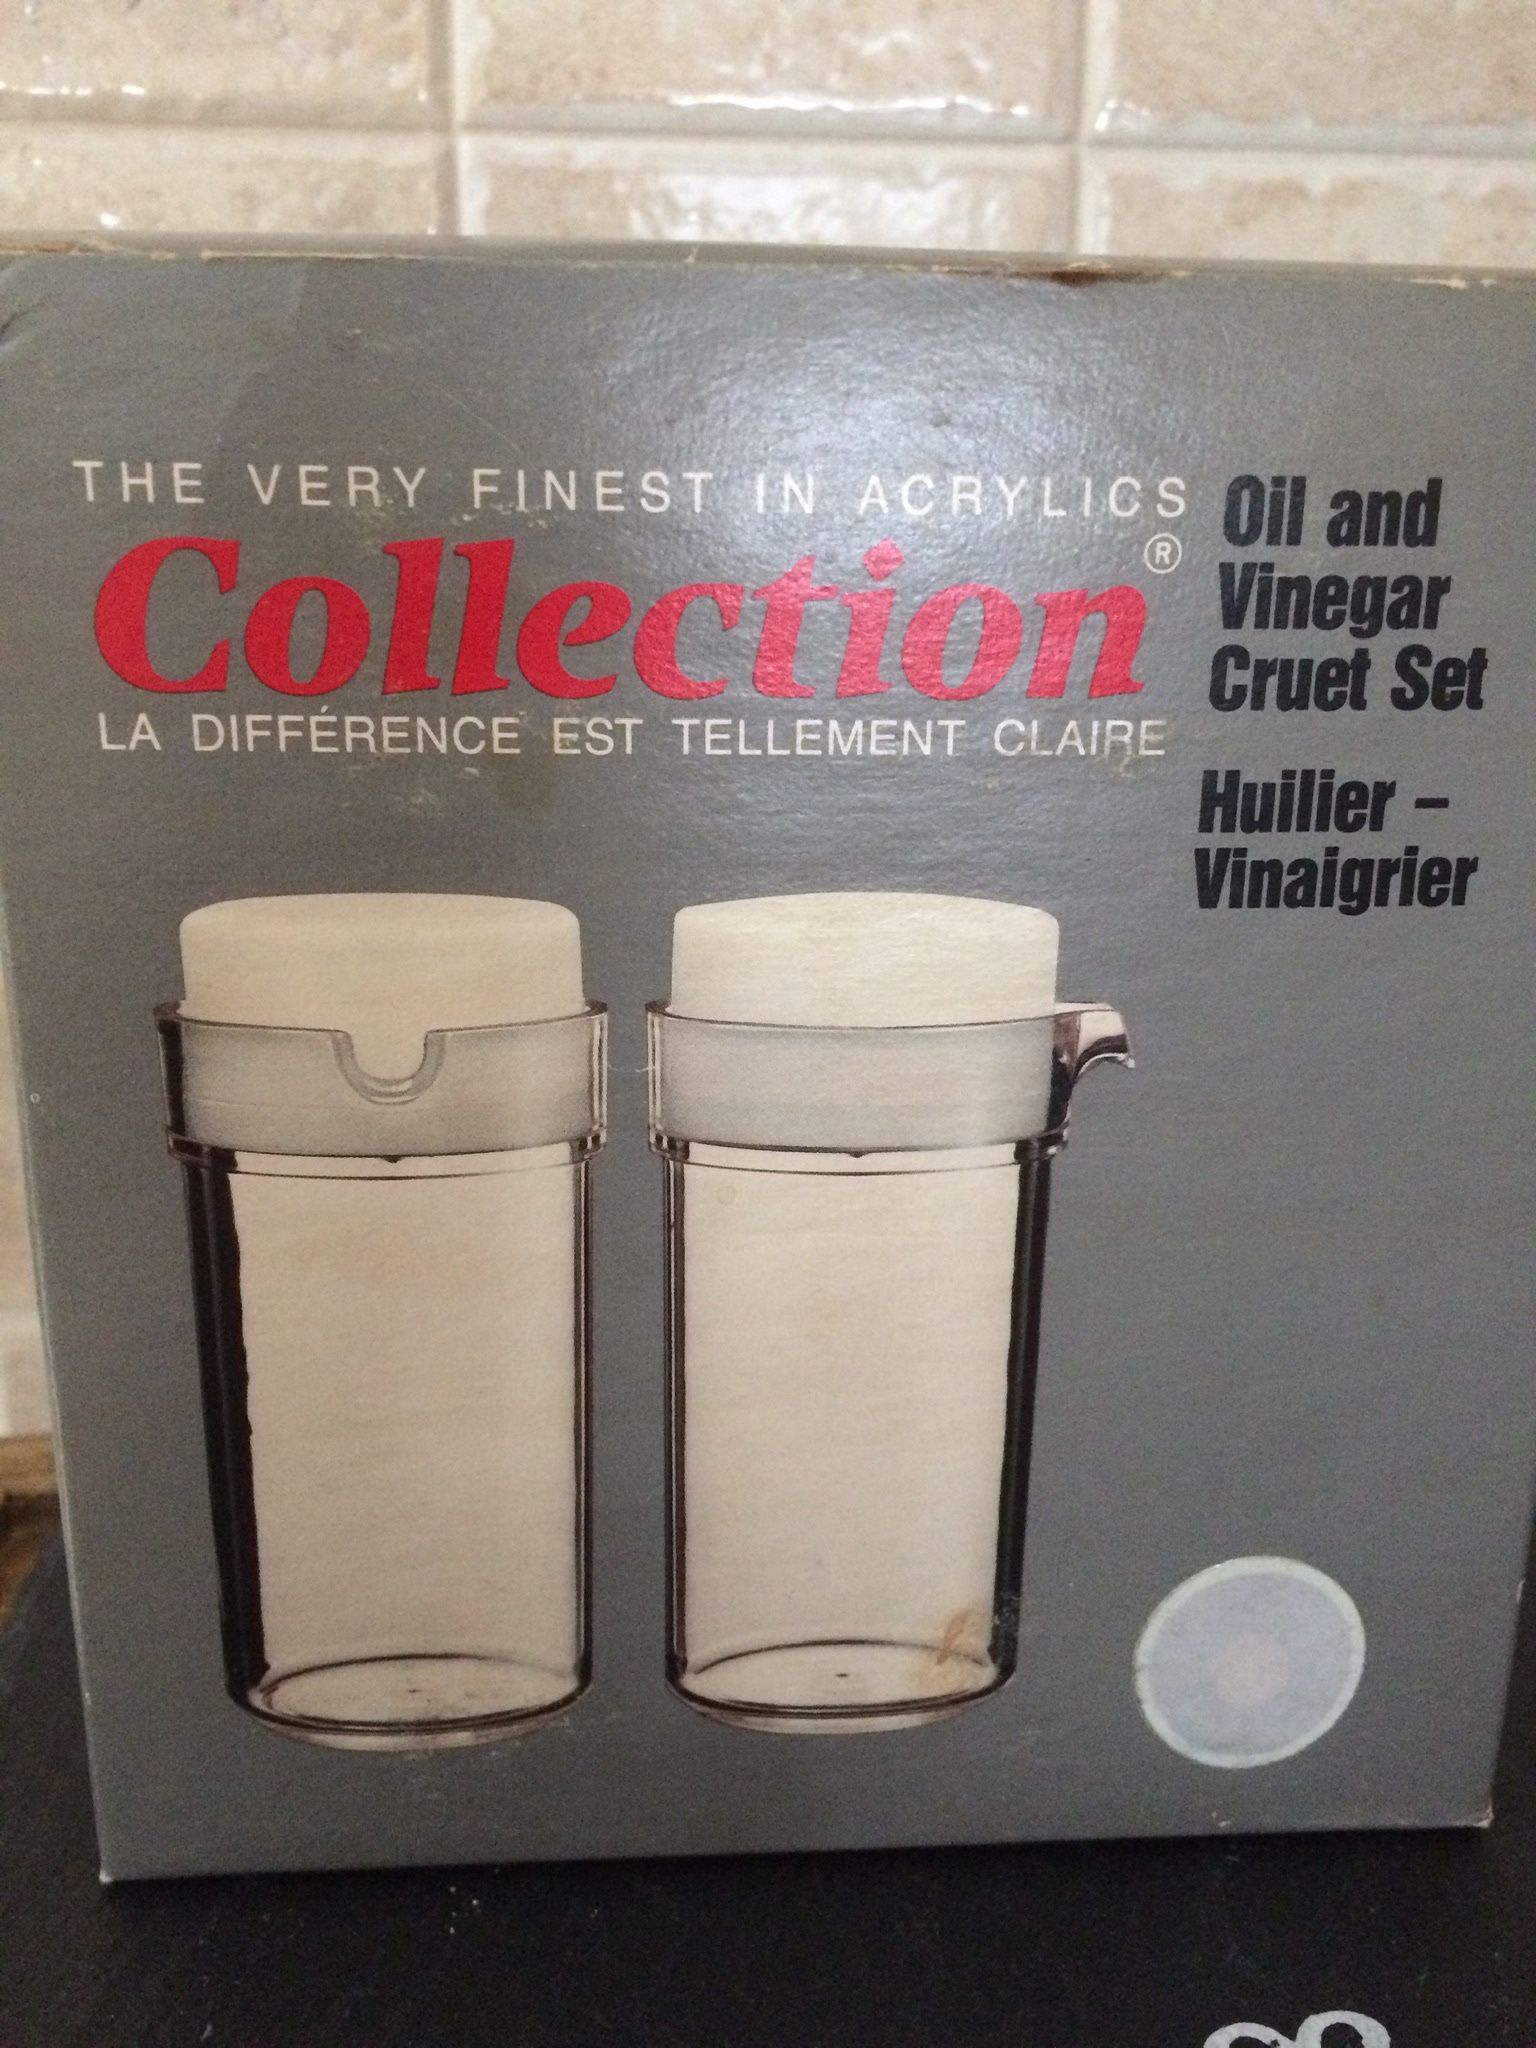 THE VERY FINEST IN ACRYLICS
Collection®
LA DIFFÉRENCE EST TELLEMENT CLAIRE
Oil and
Vinegar
Cruet Set
Huilier –
Vinaigrier